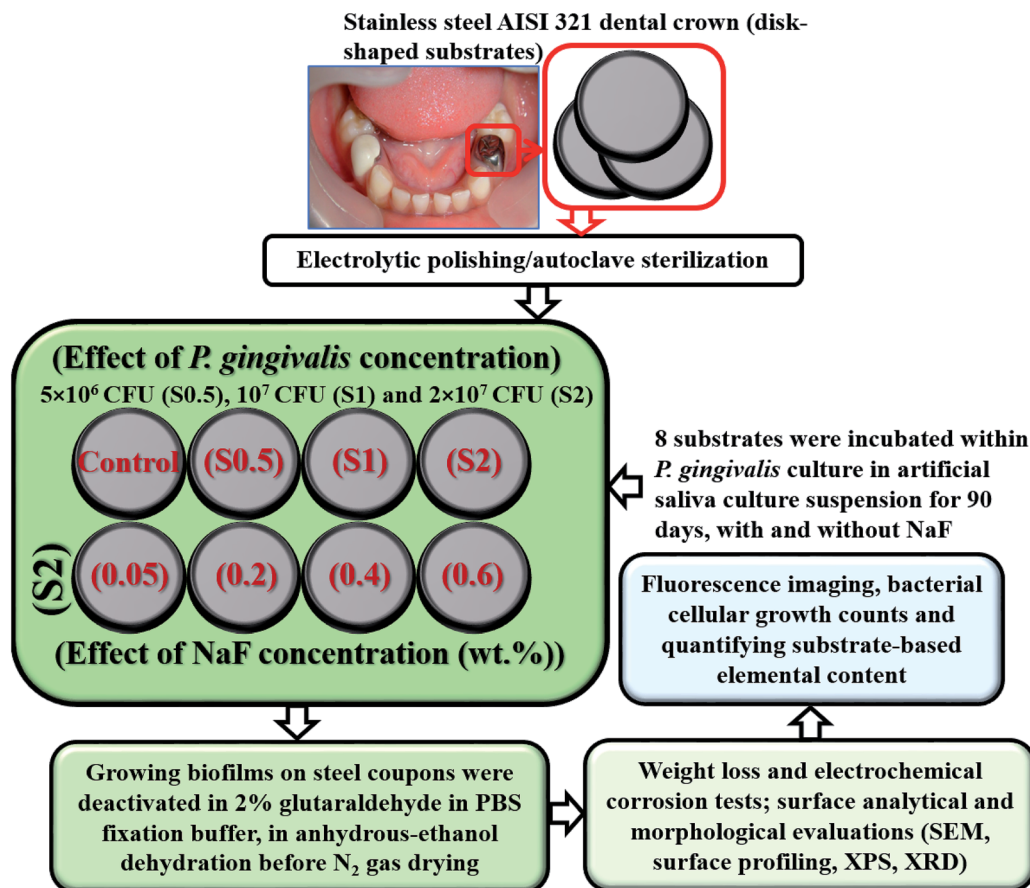 Stainless steel AISI 321 dental crown (disk-
shaped substrates)
Electrolytic polishing/autoclave sterilization
(Effect of P. gingivalis concentration)
5×10⁶ CFU (S0.5), 10⁷ CFU (S1) and 2×10⁷ CFU (S2)
Control
(S0.5)
(S1)
(S2)
(S2)
(0.05)
(0.2)
(0.4)
(0.6)
(Effect of NaF concentration (wt.%))
8 substrates were incubated within
P. gingivalis culture in artificial
saliva culture suspension for 90
days, with and without NaF
Growing biofilms on steel coupons were
deactivated in 2% glutaraldehyde in PBS
fixation buffer, in anhydrous-ethanol
dehydration before N₂ gas drying
Weight loss and electrochemical
corrosion tests; surface analytical and
morphological evaluations (SEM,
surface profiling, XPS, XRD)
Fluorescence imaging, bacterial
cellular growth counts and
quantifying substrate-based
elemental content